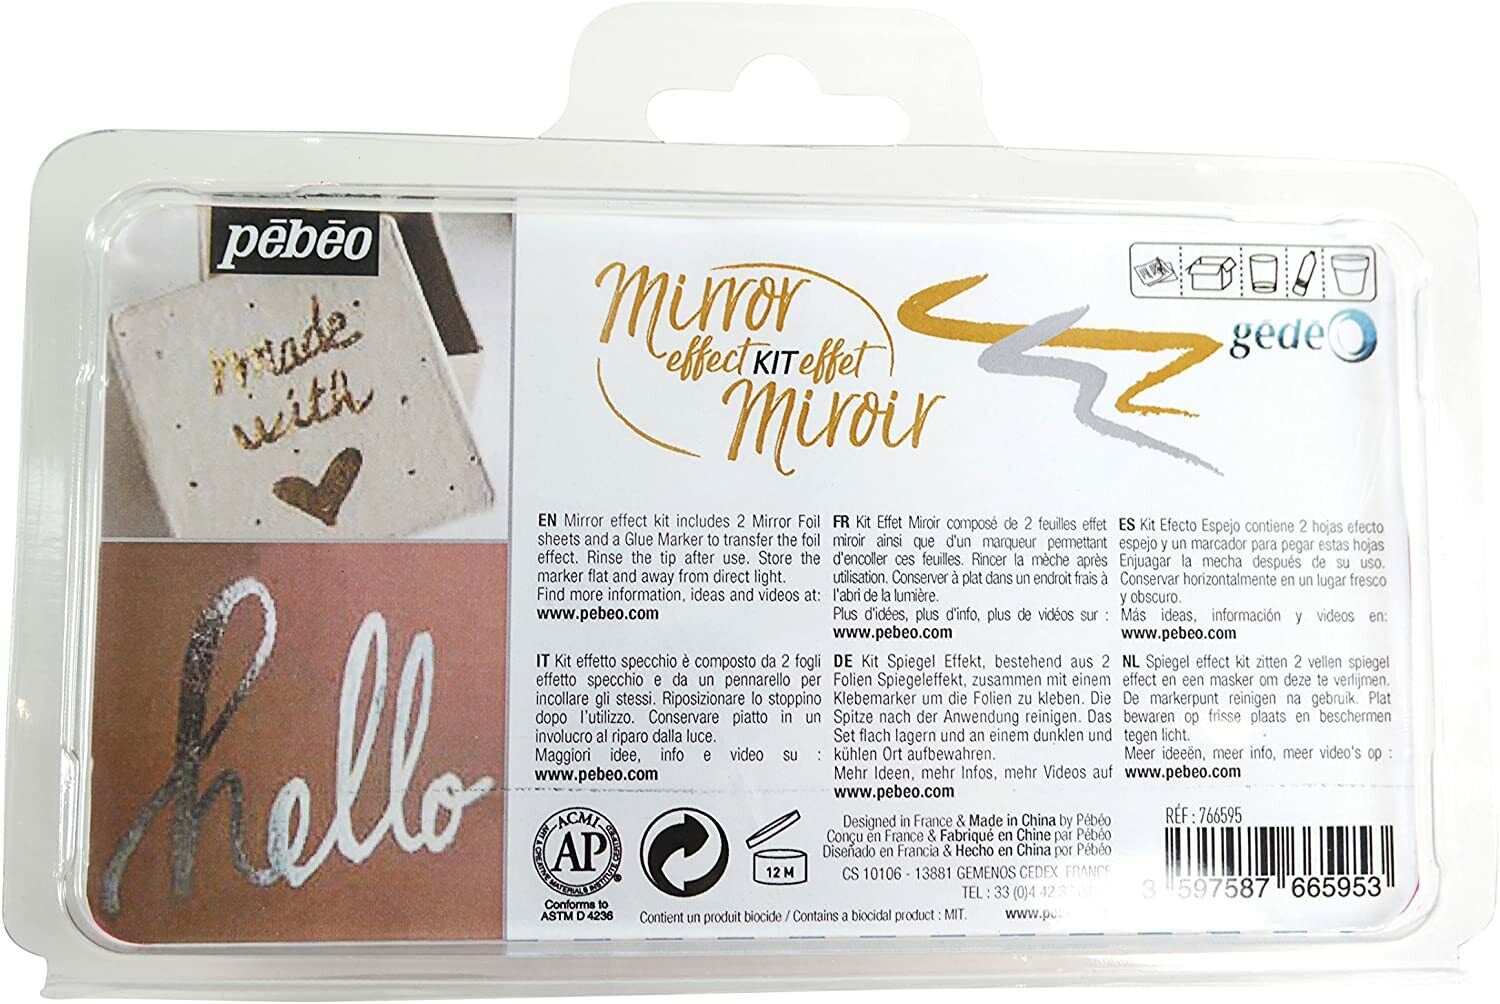 pēbēo
made
with
hello
Mirror
effect KIT effet
Miroir
gēdēO
EN Mirror effect kit includes 2 Mirror Foil
sheets and a Glue Marker to transfer the foil
effect. Rinse the tip after use. Store the
marker flat and away from direct light.
Find more information, ideas and videos at:
www.pebeo.com
FR Kit Effet Miroir composé de 2 feuilles effet
miroir ainsi que d'un marqueur permettant
d'encoller ces feuilles. Rincer la mèche après
utilisation. Conserver à plat dans un endroit frais à
l'abri de la lumière.
Plus d'idées, plus d'info, plus de vidéos sur :
www.pebeo.com
ES Kit Efecto Espejo contiene 2 hojas efecto
espejo y un marcador para pegar estas hojas
Enjuagar la mecha después de su uso.
Conservar horizontalmente en un lugar fresco
y obscuro.
Más ideas, información y videos en:
www.pebeo.com
IT Kit effetto specchio è composto da 2 fogli
effetto specchio e da un pennarello per
incollare gli stessi. Riposizionare lo stoppino
dopo l'utilizzo. Conservare piatto in un
involucro al riparo dalla luce.
Maggiori idee, info e video su :
www.pebeo.com
DE Kit Spiegel Effekt, bestehend aus 2
Folien Spiegeleffekt, zusammen mit einem
Klebemarker um die Folien zu kleben. Die
Spitze nach der Anwendung reinigen. Das
Set flach lagern und an einem dunklen und
kühlen Ort aufbewahren.
Mehr Ideen, mehr Infos, mehr Videos auf
www.pebeo.com
NL Spiegel effect kit zitten 2 vellen spiegel
effect en een masker om deze te verlijmen.
De markerpunt reinigen na gebruik. Plat
bewaren op frisse plaats en beschermen
tegen licht.
Meer ideeën, meer info, meer video's op :
www.pebeo.com
ACMI
AP
ART & CREATIVE MATERIALS INSTITUTE CERTIFIED
Conforms to
ASTM D 4236
12 M
Designed in France & Made in China by Pébéo
Conçu en France & Fabriqué en Chine par Pébéo
Diseñado en Francia & Hecho en China por Pébéo
CS 10106 - 13881 GEMENOS CEDEX FRANCE
TEL : 33 (0)4 42
Contient un produit biocide / Contains a biocidal product : MIT.
RÉF : 766595
3 597587 665953